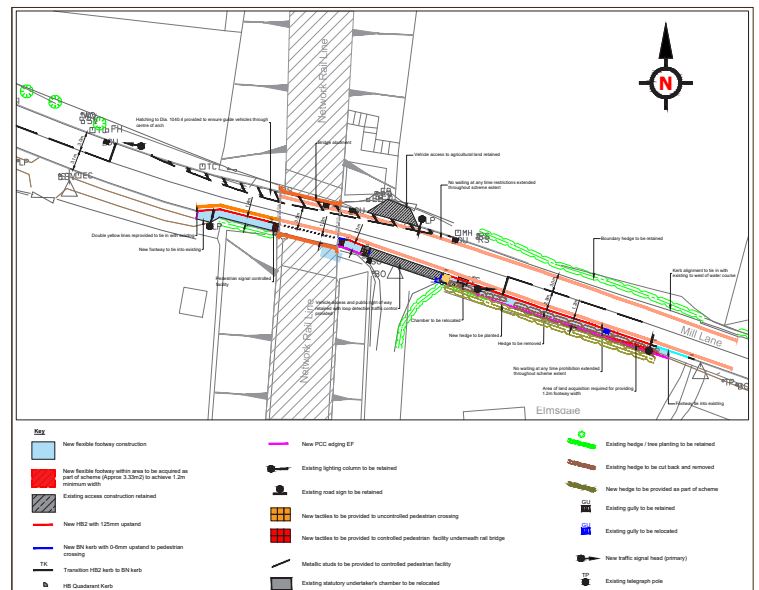 N
Network Rail Line
Hatching to Dia. 1040.4 provided to ensure guide vehicles through
centre of arch
Bridge abutment
Vehicle access to agricultural land retained
No waiting at any time restrictions extended
throughout scheme extent
TC
MH
RS
Boundary hedge to be retained
Kerb alignment to tie in with
existing to west of water course
Double yellow lines reprovided to tie in with existing
New footway to tie into existing
Pedestrian signal controlled
facility
Vehicle access and public right of way
retained with loop detection traffic control
provided
Chamber to be relocated
New hedge to be planted
Hedge to be removed
No waiting at any time prohibition extended
throughout scheme extent
Area of land acquisition required for providing
1.2m footway width
Footway tie into existing
Mill Lane
Network Rail Line
Elmsdale
Key
New flexible footway construction
New flexible footway within area to be acquired as
part of scheme (Approx 3.33m2) to achieve 1.2m
minimum width
Existing access construction retained
New HB2 with 125mm upstand
New BN kerb with 0-6mm upstand to pedestrian
crossing
TK
Transition HB2 kerb to BN kerb
HB Quadarant Kerb
New PCC edging EF
Existing lighting column to be retained
Existing road sign to be retained
New tactiles to be provided to uncontrolled pedestrian crossing
New tactiles to be provided to controlled pedestrian facility underneath rail bridge
Metallic studs to be provided to controlled pedestrian facility
Existing statutory undertaker's chamber to be relocated
Existing hedge / tree planting to be retained
Existing hedge to be cut back and removed
New hedge to be provided as part of scheme
GU
Existing gully to be retained
GU
Existing gully to be relocated
New traffic signal head (primary)
TP
Existing telegraph pole